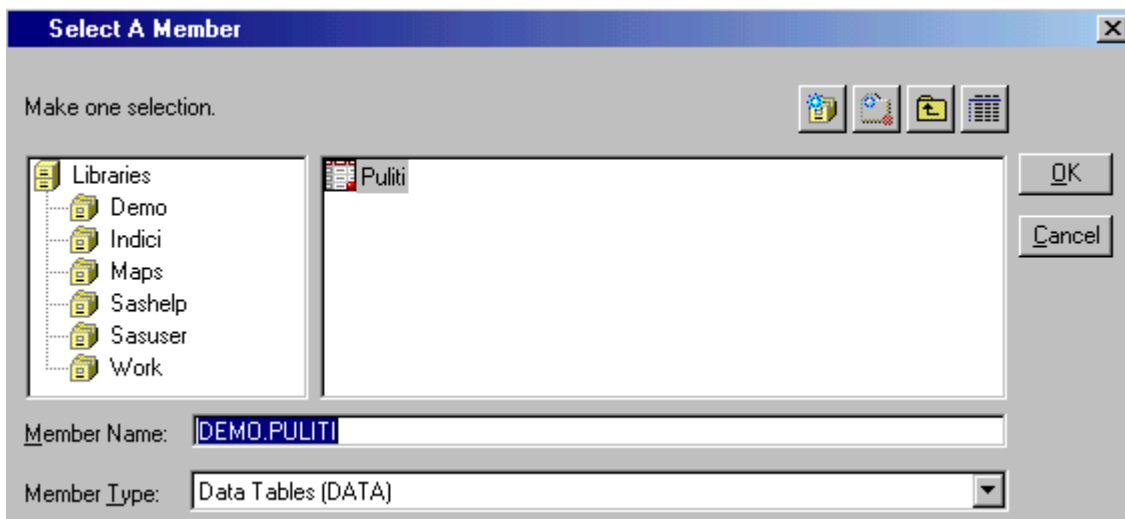 Select A Member
Make one selection.
Libraries
Demo
Indici
Maps
Sashelp
Sasuser
Work
Puliti
OK
Cancel
Member Name: DEMO.PULITI
Member Type: Data Tables (DATA)